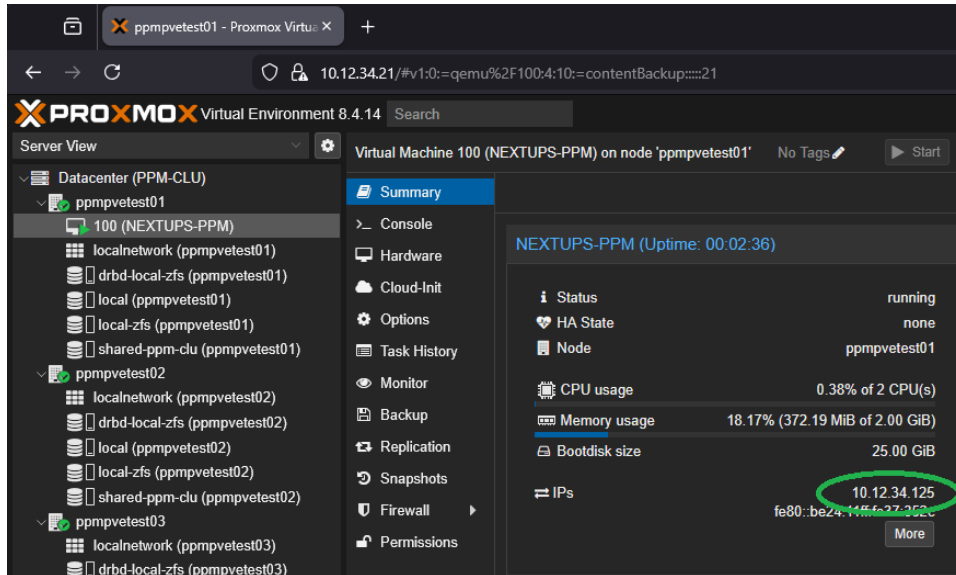 ppmpvetest01 - Proxmox Virtua
10.12.34.21/#v1:0:=qemu%2F100:4:10:=contentBackup:::::21
PROXMOX Virtual Environment 8.4.14 Search
Server View
Virtual Machine 100 (NEXTUPS-PPM) on node 'ppmpvetest01' No Tags Start
Datacenter (PPM-CLU)
ppmpvetest01
100 (NEXTUPS-PPM)
localnetwork (ppmpvetest01)
drbd-local-zfs (ppmpvetest01)
local (ppmpvetest01)
local-zfs (ppmpvetest01)
shared-ppm-clu (ppmpvetest01)
ppmpvetest02
localnetwork (ppmpvetest02)
drbd-local-zfs (ppmpvetest02)
local (ppmpvetest02)
local-zfs (ppmpvetest02)
shared-ppm-clu (ppmpvetest02)
ppmpvetest03
localnetwork (ppmpvetest03)
drbd-local-zfs (ppmpvetest03)
Summary
Console
Hardware
Cloud-Init
Options
Task History
Monitor
Backup
Replication
Snapshots
Firewall
Permissions
NEXTUPS-PPM (Uptime: 00:02:36)
Status running
HA State none
Node ppmpvetest01
CPU usage 0.38% of 2 CPU(s)
Memory usage 18.17% (372.19 MiB of 2.00 GiB)
Bootdisk size 25.00 GiB
IPs 10.12.34.125
More